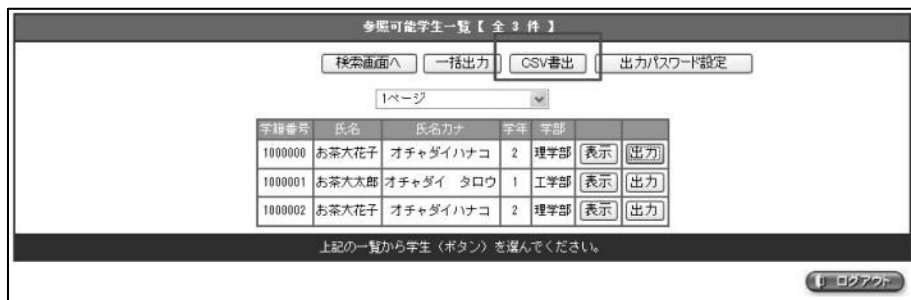 参照可能学生一覧【 全 3 件 】
検索画面へ 一括出力 CSV書出 出力パスワード設定
1ページ
学籍番号 氏名 氏名カナ 学年 学部
1000000 お茶大花子 オチャダイハナコ 2 理学部 表示 出力
1000001 お茶大太郎 オチャダイ タロウ 1 工学部 表示 出力
1000002 お茶大花子 オチャダイハナコ 2 理学部 表示 出力
上記の一覧から学生（ボタン）を選んでください。
ログアウト